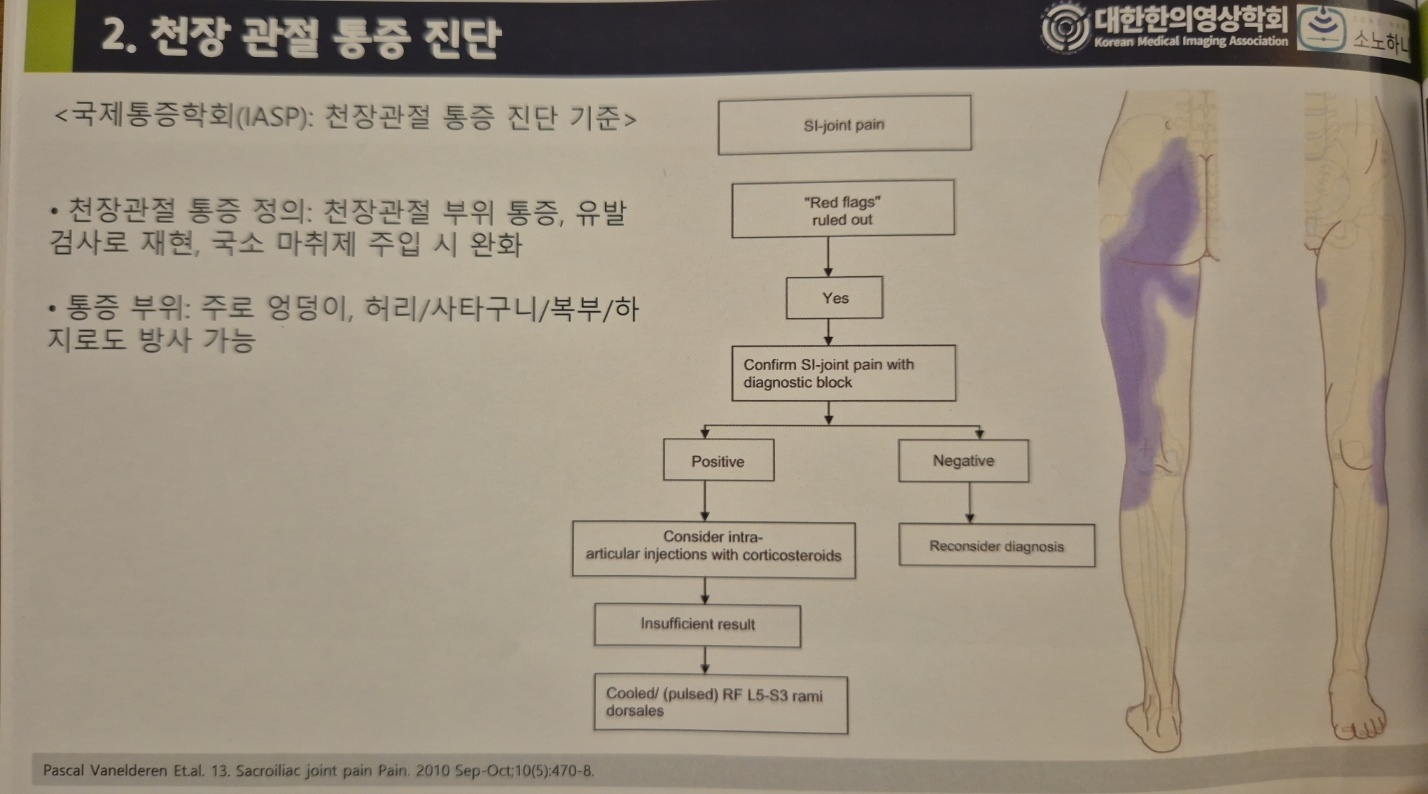 2. 천장 관절 통증 진단
대한한의영상학회
Korean Medical Imaging Association
소노하니
<국제통증학회(IASP): 천장관절 통증 진단 기준>
• 천장관절 통증 정의: 천장관절 부위 통증, 유발
검사로 재현, 국소 마취제 주입 시 완화
• 통증 부위: 주로 엉덩이, 허리/사타구니/복부/하
지로도 방사 가능
SI-joint pain
"Red flags"
ruled out
Yes
Confirm SI-joint pain with
diagnostic block
Positive
Negative
Consider intra-
articular injections with corticosteroids
Reconsider diagnosis
Insufficient result
Cooled/ (pulsed) RF L5-S3 rami
dorsales
Pascal Vanelderen Et.al. 13. Sacroiliac joint pain Pain. 2010 Sep-Oct;10(5):470-8.